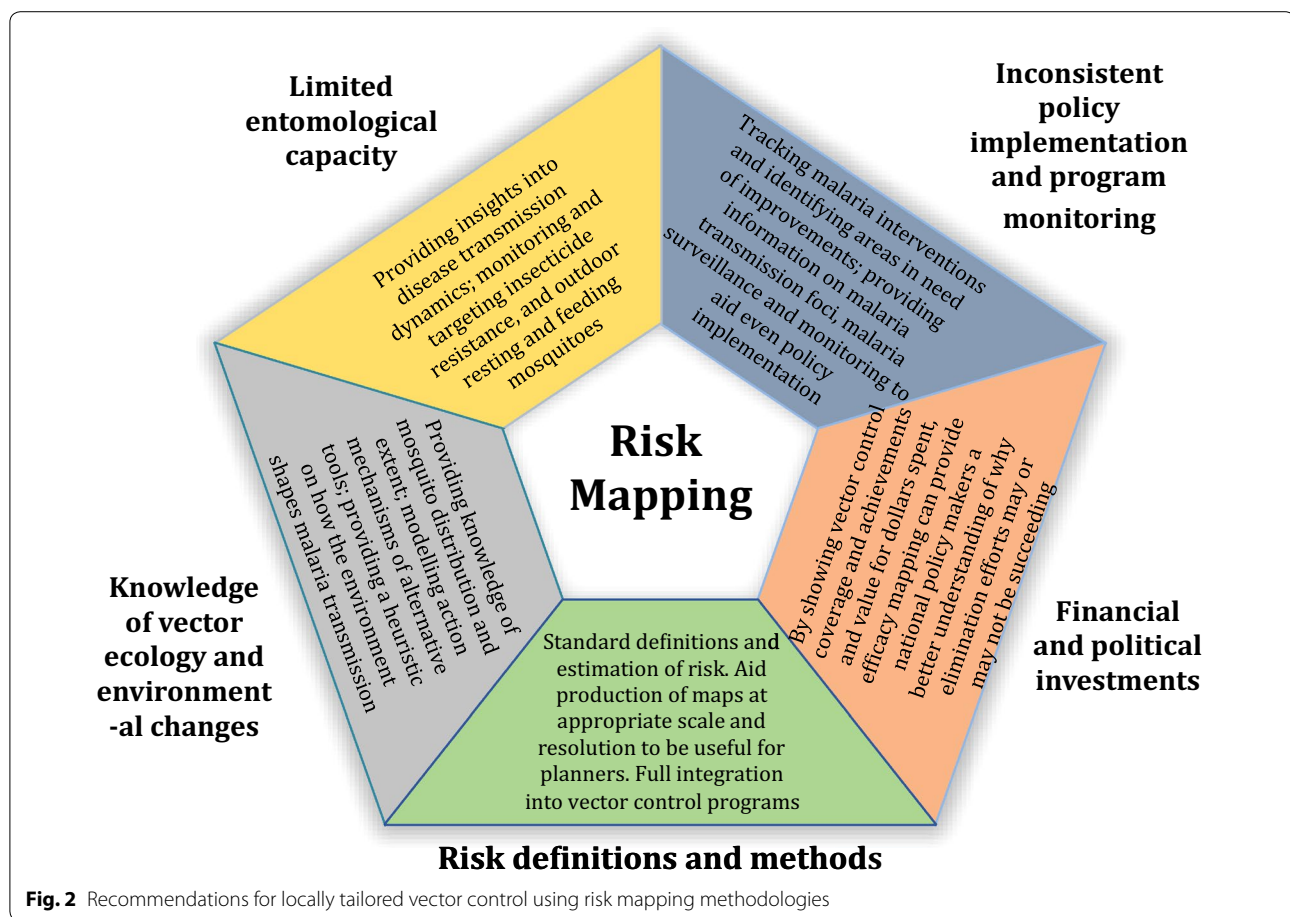 Limited
entomological
capacity
Inconsistent
policy
implementation
and program
monitoring
Providing insights into
disease transmission
dynamics; monitoring and
targeting insecticide
resistance, and outdoor
resting and feeding
mosquitoes
Tracking malaria interventions
and identifying areas in need
of improvements; providing
information on malaria
transmission foci, malaria
surveillance and monitoring to
aid even policy
implementation
Risk
Mapping
Knowledge
of vector
ecology and
environment
-al changes
Providing knowledge of
mosquito distribution and
extent; modelling action
mechanisms of alternative
tools; providing a heuristic
on how the environment
shapes malaria transmission
By showing vector control
coverage and achievements
and value for dollars spent,
efficacy mapping can provide
national policy makers a
better understanding of why
elimination efforts may or
may not be succeeding
Financial
and political
investments
Standard definitions and
estimation of risk. Aid
production of maps at
appropriate scale and
resolution to be useful for
planners. Full integration
into vector control programs
Risk definitions and methods
Fig. 2 Recommendations for locally tailored vector control using risk mapping methodologies